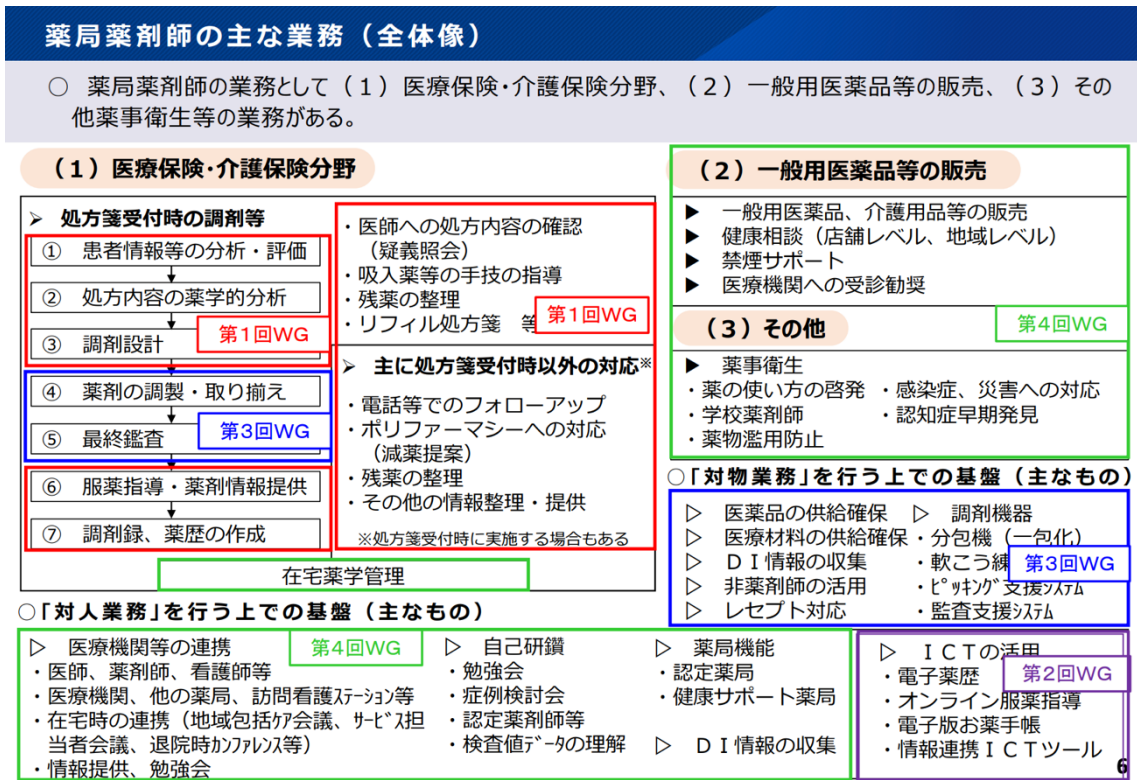 薬局薬剤師の主な業務（全体像）
○ 薬局薬剤師の業務として（１）医療保険・介護保険分野、（２）一般用医薬品等の販売、（３）その
他薬事衛生等の業務がある。
（１）医療保険・介護保険分野
➢ 処方箋受付時の調剤等
① 患者情報等の分析・評価
② 処方内容の薬学的分析
③ 調剤設計
第１回WG
④ 薬剤の調製・取り揃え
⑤ 最終鑑査
第３回WG
⑥ 服薬指導・薬剤情報提供
⑦ 調剤録、薬歴の作成
・医師への処方内容の確認
（疑義照会）
・吸入薬等の手技の指導
・残薬の整理
・リフィル処方箋 等
第１回WG
➢ 主に処方箋受付時以外の対応※
・電話等でのフォローアップ
・ポリファーマシーへの対応
（減薬提案）
・残薬の整理
・その他の情報整理・提供
※処方箋受付時に実施する場合もある
在宅薬学管理
（２）一般用医薬品等の販売
▶ 一般用医薬品、介護用品等の販売
▶ 健康相談（店舗レベル、地域レベル）
▶ 禁煙サポート
▶ 医療機関への受診勧奨
（３）その他
第４回WG
▶ 薬事衛生
・薬の使い方の啓発 ・感染症、災害への対応
・学校薬剤師 ・認知症早期発見
・薬物濫用防止
○「対物業務」を行う上での基盤（主なもの）
▷ 医薬品の供給確保 ▷ 調剤機器
▷ 医療材料の供給確保 ・分包機（一包化）
▷ ＤＩ情報の収集 ・軟こう練
▷ 非薬剤師の活用 ・ﾋﾟｯｷﾝｸﾞ支援ｼｽﾃﾑ
▷ レセプト対応 ・監査支援ｼｽﾃﾑ
第３回WG
○「対人業務」を行う上での基盤（主なもの）
▷ 医療機関等の連携
第４回WG
・医師、薬剤師、看護師等
・医療機関、他の薬局、訪問看護ｽﾃｰｼｮﾝ等
・在宅時の連携（地域包括ｹｱ会議、ｻｰﾋﾞｽ担
当者会議、退院時ｶﾝﾌｧﾚﾝｽ等）
・情報提供、勉強会
▷ 自己研鑽
・勉強会
・症例検討会
・認定薬剤師等
・検査値ﾃﾞｰﾀの理解
▷ 薬局機能
・認定薬局
・健康サポート薬局
▷ ＤＩ情報の収集
▷ ＩＣＴの活用
第２回WG
・電子薬歴
・オンライン服薬指導
・電子版お薬手帳
・情報連携ＩＣＴツール
6